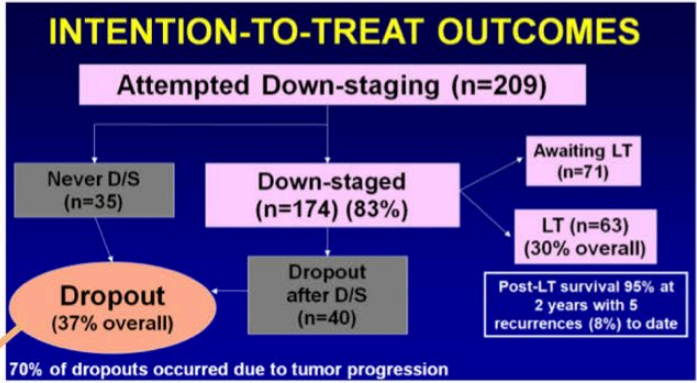 INTENTION-TO-TREAT OUTCOMES
Attempted Down-staging (n=209)
Never D/S
(n=35)
Down-staged
(n=174) (83%)
Awaiting LT
(n=71)
LT (n=63)
(30% overall)
Dropout
(37% overall)
Dropout
after D/S
(n=40)
Post-LT survival 95% at
2 years with 5
recurrences (8%) to date
70% of dropouts occurred due to tumor progression